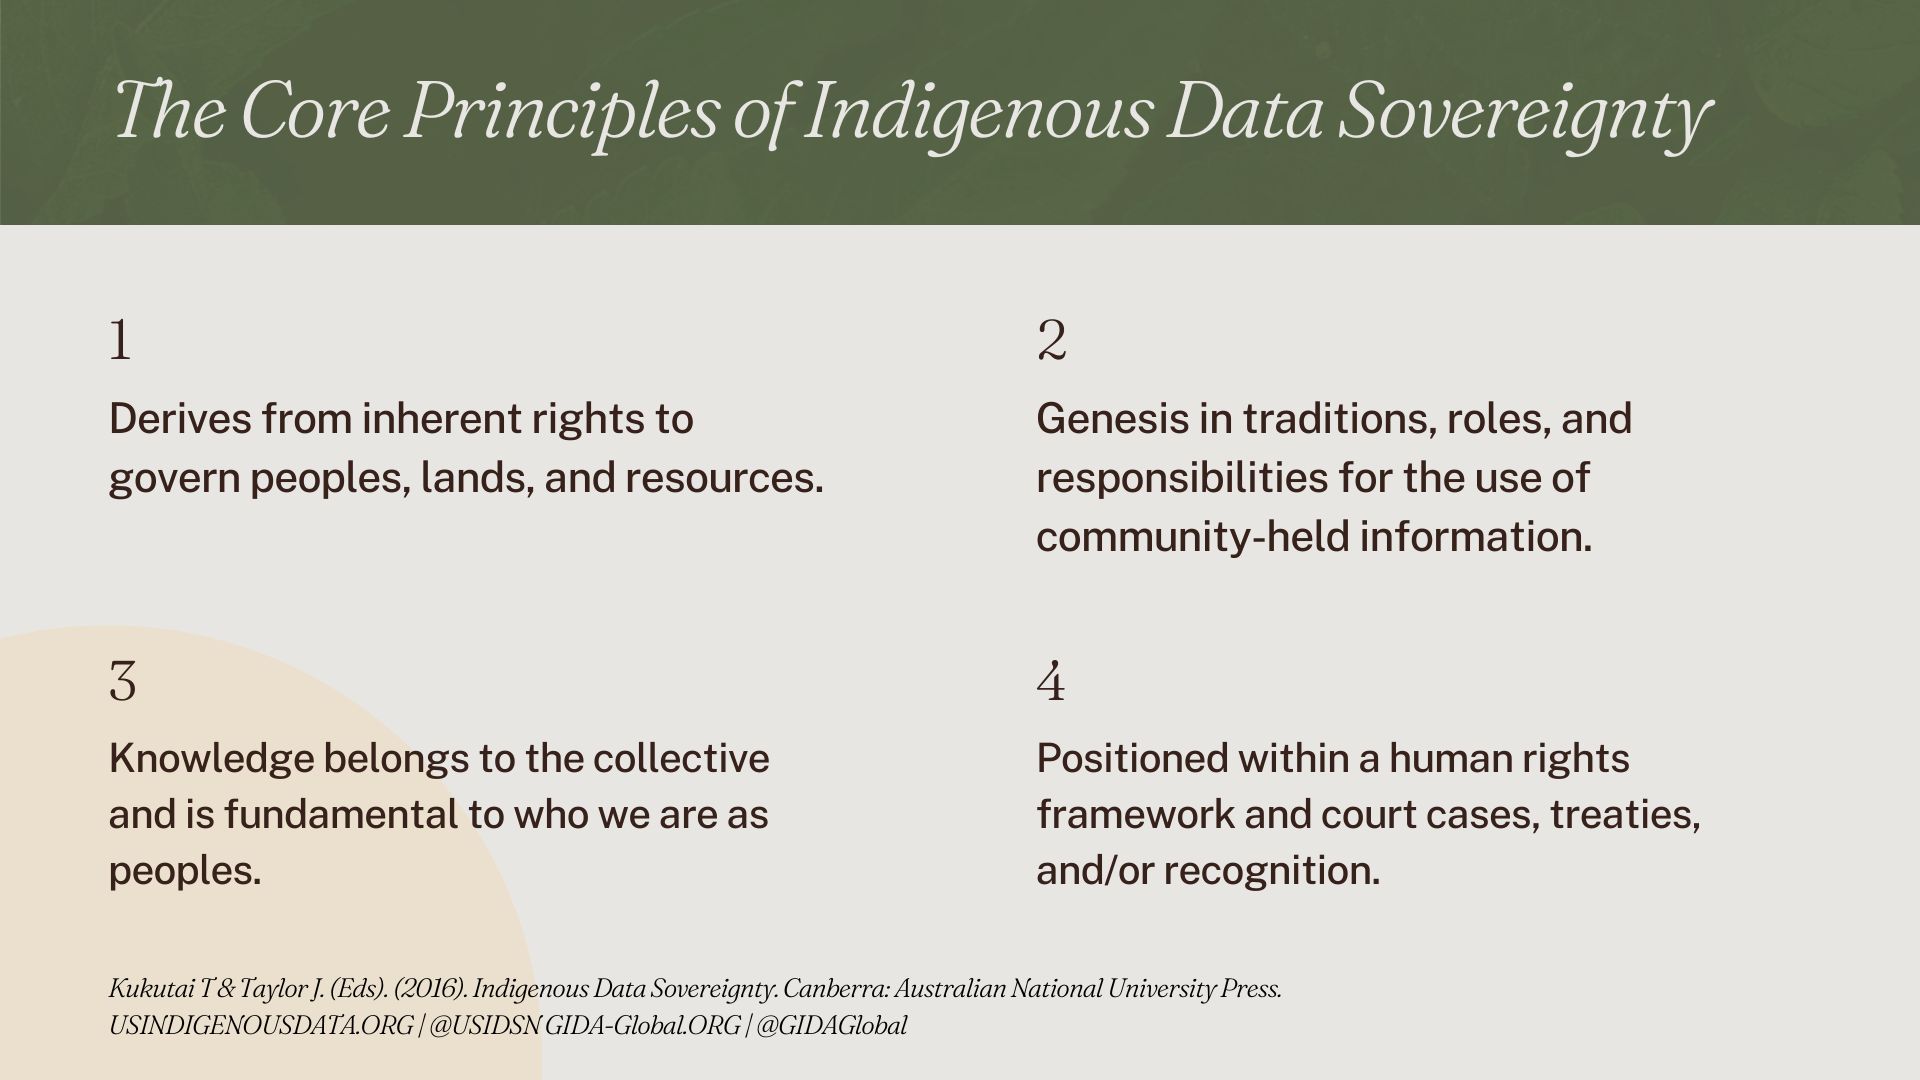 The Core Principles of Indigenous Data Sovereignty
1
Derives from inherent rights to
govern peoples, lands, and resources.
2
Genesis in traditions, roles, and
responsibilities for the use of
community-held information.
3
Knowledge belongs to the collective
and is fundamental to who we are as
peoples.
4
Positioned within a human rights
framework and court cases, treaties,
and/or recognition.
Kukutai T & Taylor J. (Eds). (2016). Indigenous Data Sovereignty. Canberra: Australian National University Press.
USINDIGENOUSDATA.ORG | @USIDSN GIDA-Global.ORG | @GIDAGlobal